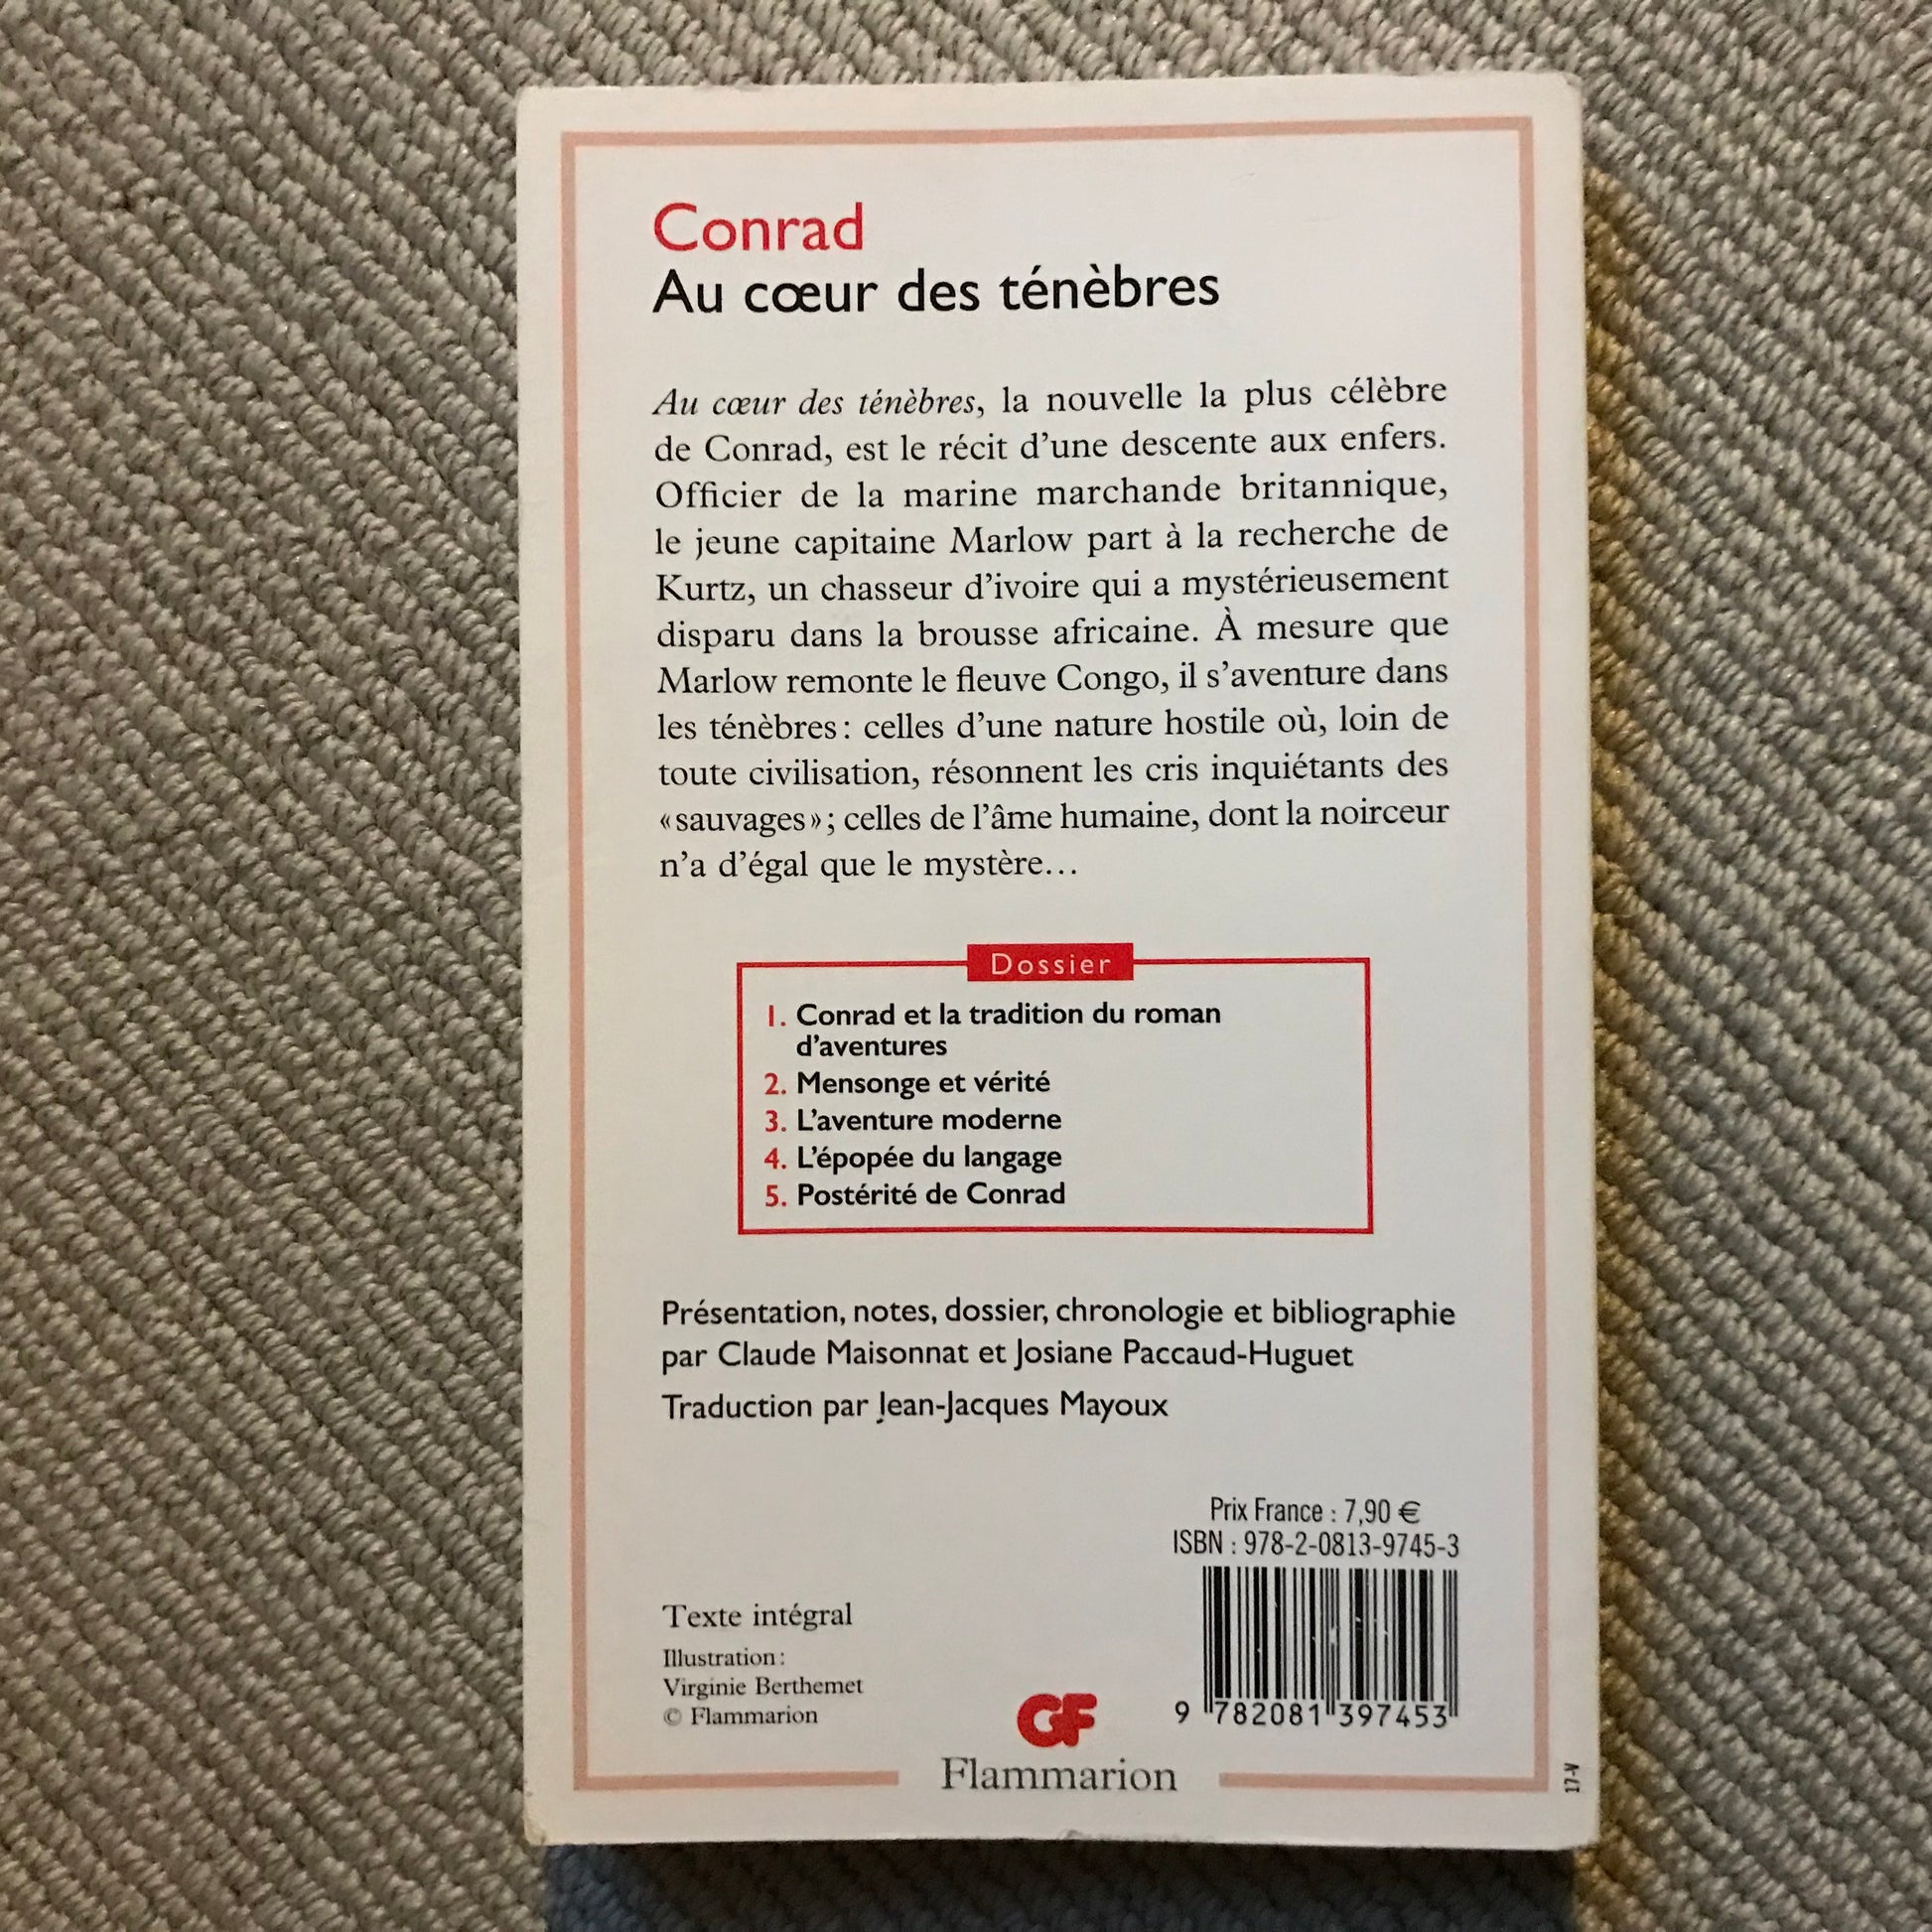 Conrad
Au cœur des ténèbres
Au cœur des ténèbres, la nouvelle la plus célèbre
de Conrad, est le récit d’une descente aux enfers.
Officier de la marine marchande britannique,
le jeune capitaine Marlow part à la recherche de
Kurtz, un chasseur d’ivoire qui a mystérieusement
disparu dans la brousse africaine. À mesure que
Marlow remonte le fleuve Congo, il s’aventure dans
les ténèbres : celles d’une nature hostile où, loin de
toute civilisation, résonnent les cris inquiétants des
« sauvages » ; celles de l’âme humaine, dont la noirceur
n’a d’égal que le mystère…
Dossier
1. Conrad et la tradition du roman
d’aventures
2. Mensonge et vérité
3. L’aventure moderne
4. L’épopée du langage
5. Postérité de Conrad
Présentation, notes, dossier, chronologie et bibliographie
par Claude Maisonnat et Josiane Paccaud-Huguet
Traduction par Jean-Jacques Mayoux
Prix France : 7,90 €
ISBN : 978-2-0813-9745-3
9 782081 397453
Texte intégral
Illustration :
Virginie Berthemet
© Flammarion
GF
Flammarion
17-V